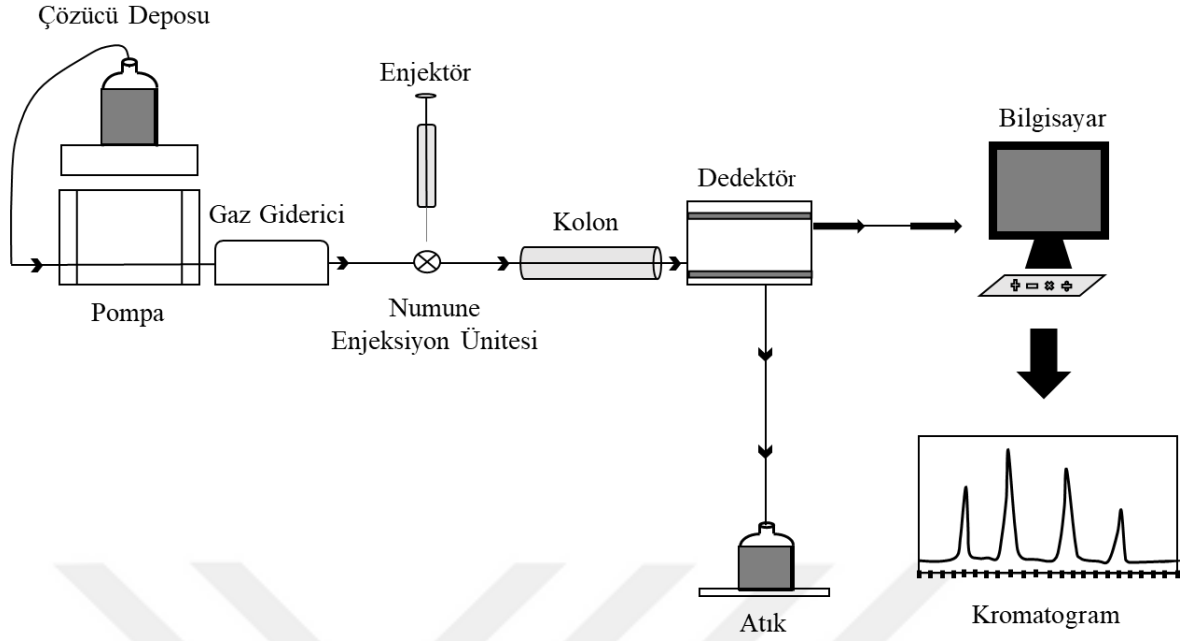 Çözücü Deposu
Enjektör
Bilgisayar
Dedektör
Gaz Giderici
Kolon
Pompa
Numune
Enjeksiyon Ünitesi
Atık
Kromatogram